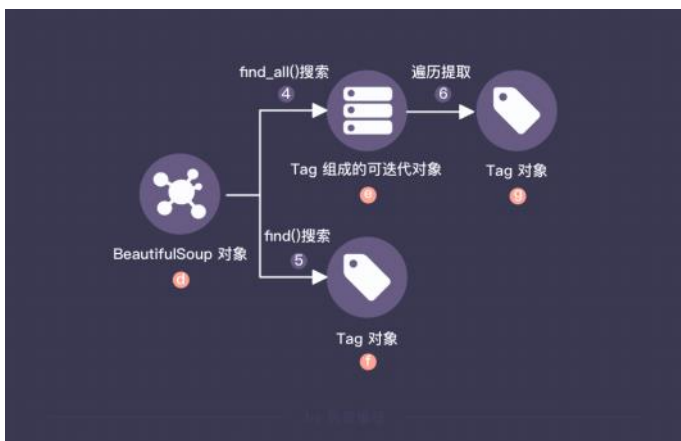 find_all()搜索
遍历提取
4
6
Tag 组成的可迭代对象
Tag 对象
e
g
find()搜索
BeautifulSoup 对象
5
d
Tag 对象
f